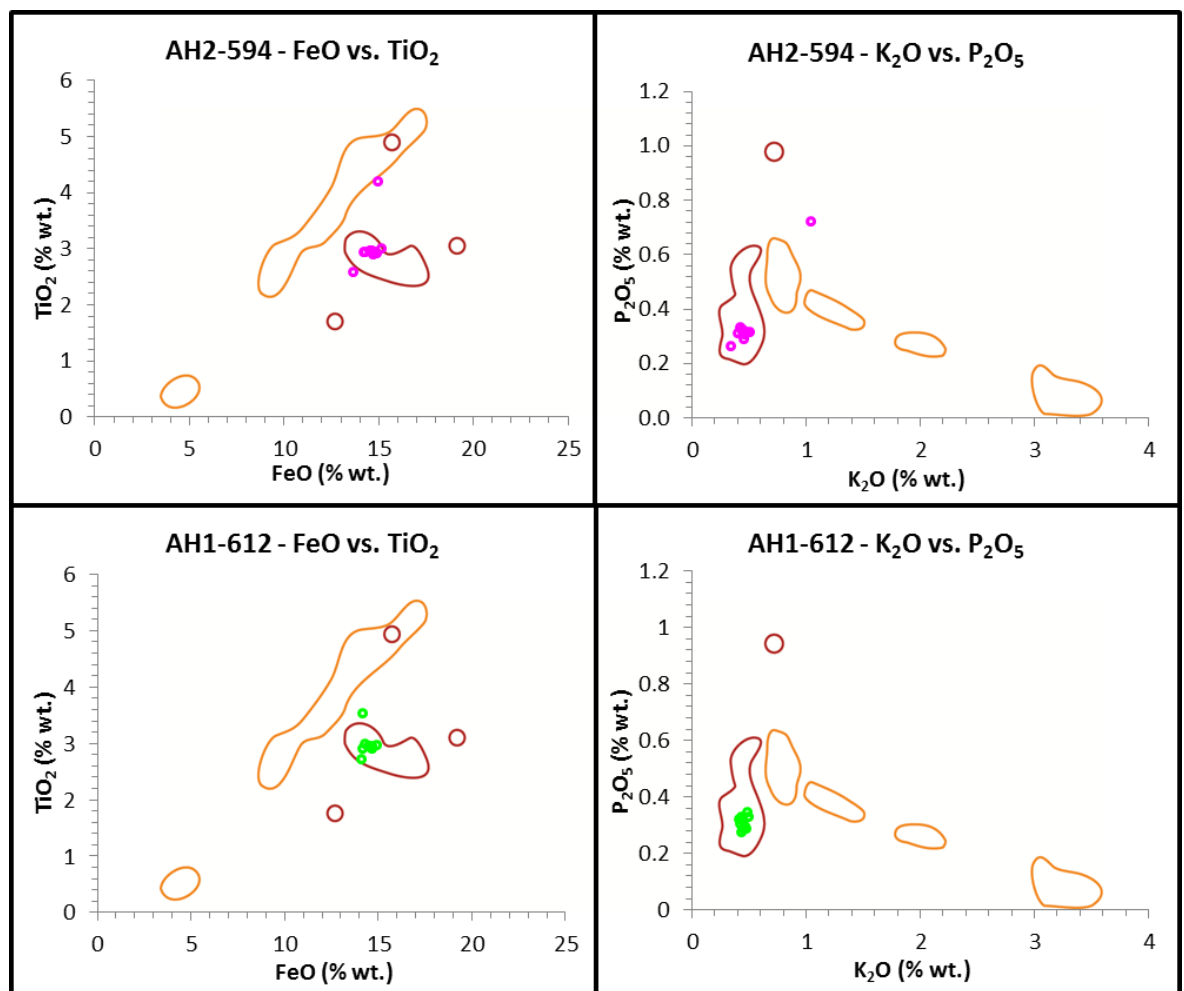 AH2-594 - FeO vs. TiO₂
6
5
4
3
2
1
0
TiO₂ (% wt.)
0 5 10 15 20 25
FeO (% wt.)
AH2-594 - K₂O vs. P₂O₅
1.2
1.0
0.8
0.6
0.4
0.2
0.0
P₂O₅ (% wt.)
0 1 2 3 4
K₂O (% wt.)
AH1-612 - FeO vs. TiO₂
6
5
4
3
2
1
0
TiO₂ (% wt.)
0 5 10 15 20 25
FeO (% wt.)
AH1-612 - K₂O vs. P₂O₅
1.2
1
0.8
0.6
0.4
0.2
0
P₂O₅ (% wt.)
0 1 2 3 4
K₂O (% wt.)